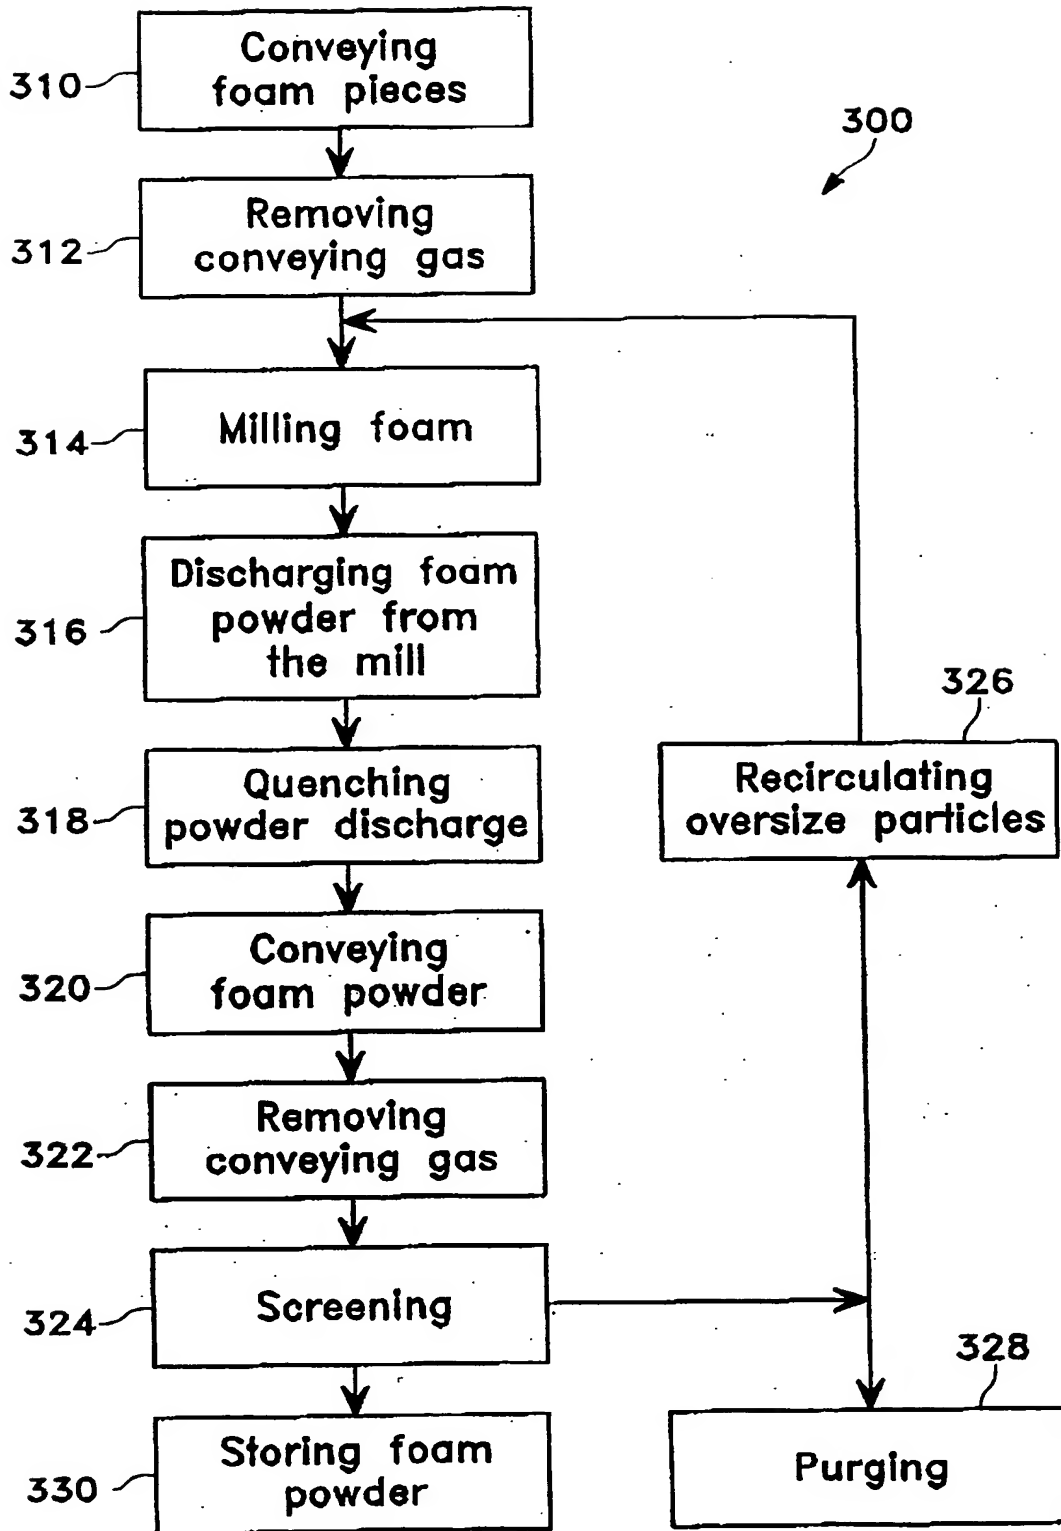 Conveying
foam pieces
310
300
Removing
conveying gas
312
Milling foam
314
Discharging foam
powder from
the mill
316
326
Recirculating
oversize particles
Quenching
powder discharge
318
Conveying
foam powder
320
Removing
conveying gas
322
Screening
324
328
Purging
Storing foam
powder
330